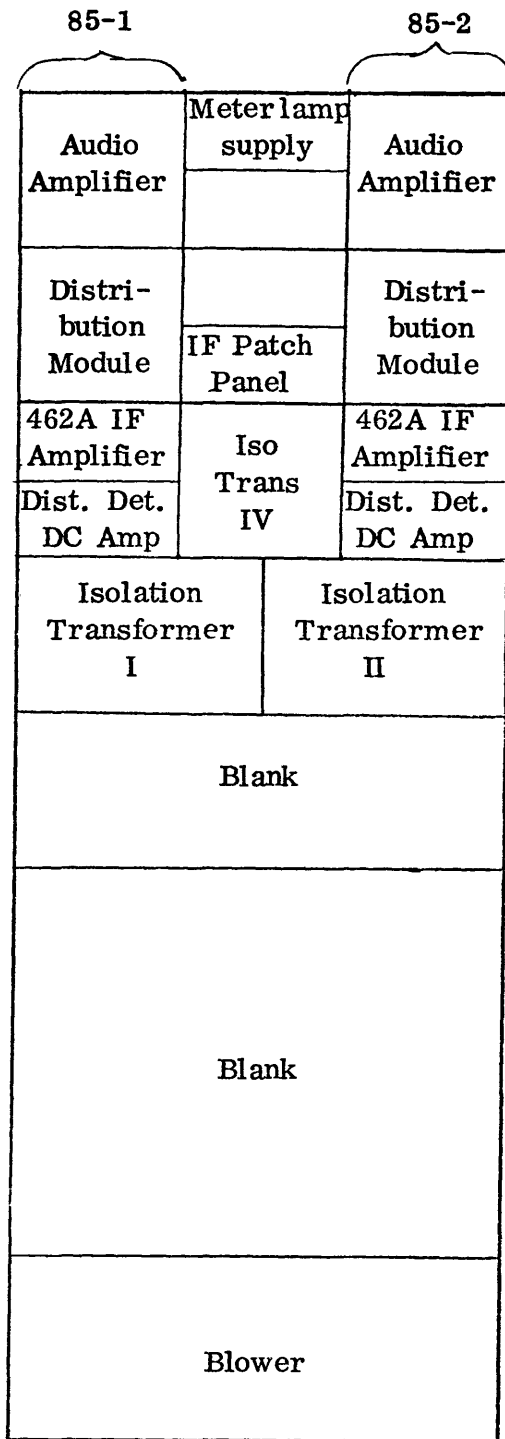 85-1
85-2
Audio
Amplifier
Meter lamp
supply
Audio
Amplifier
Distri-
bution
Module
IF Patch
Panel
Distri-
bution
Module
462A IF
Amplifier
Dist. Det.
DC Amp
Iso
Trans
IV
462A IF
Amplifier
Dist. Det.
DC Amp
Isolation
Transformer
I
Isolation
Transformer
II
Blank
Blank
Blower